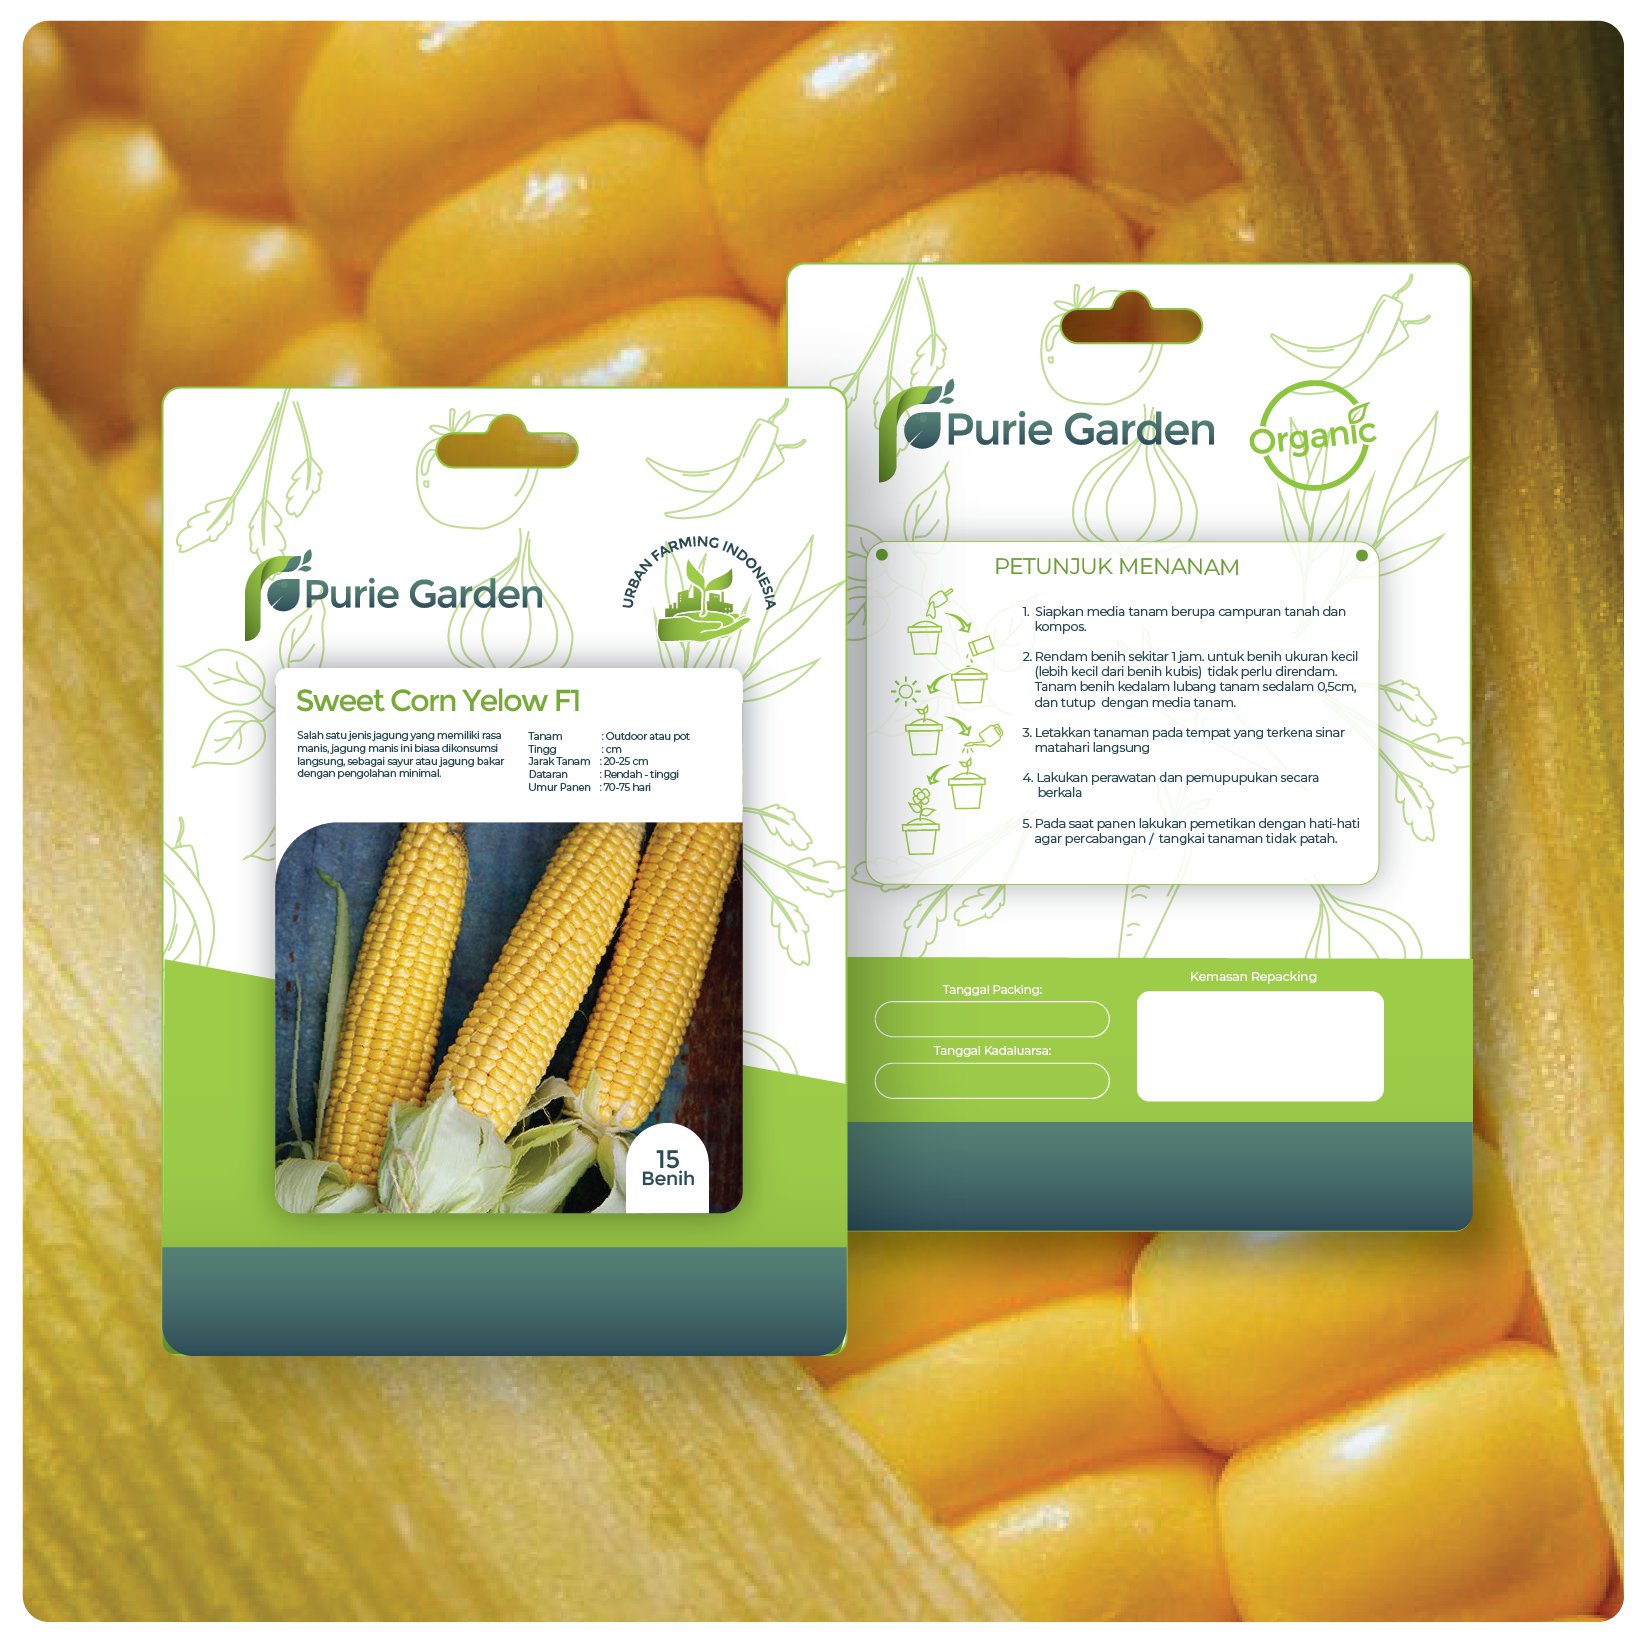 Purie Garden
URBAN FARMING INDONESIA
Sweet Corn Yelow F1
Salah satu jenis jagung yang memiliki rasa
manis, jagung manis ini biasa dikonsumsi
langsung, sebagai sayur atau jagung bakar
dengan pengolahan minimal.
Tanam : Outdoor atau pot
Tingg : cm
Jarak Tanam : 20-25 cm
Dataran : Rendah - tinggi
Umur Panen : 70-75 hari
15
Benih
Purie Garden
Organic
PETUNJUK MENANAM
1. Siapkan media tanam berupa campuran tanah dan
kompos.
2. Rendam benih sekitar 1 jam. untuk benih ukuran kecil
(lebih kecil dari benih kubis) tidak perlu direndam.
Tanam benih kedalam lubang tanam sedalam 0,5cm,
dan tutup dengan media tanam.
3. Letakkan tanaman pada tempat yang terkena sinar
matahari langsung
4. Lakukan perawatan dan pemupupukan secara
berkala
5. Pada saat panen lakukan pemetikan dengan hati-hati
agar percabangan / tangkai tanaman tidak patah.
Tanggal Packing:
Tanggal Kadaluarsa:
Kemasan Repacking